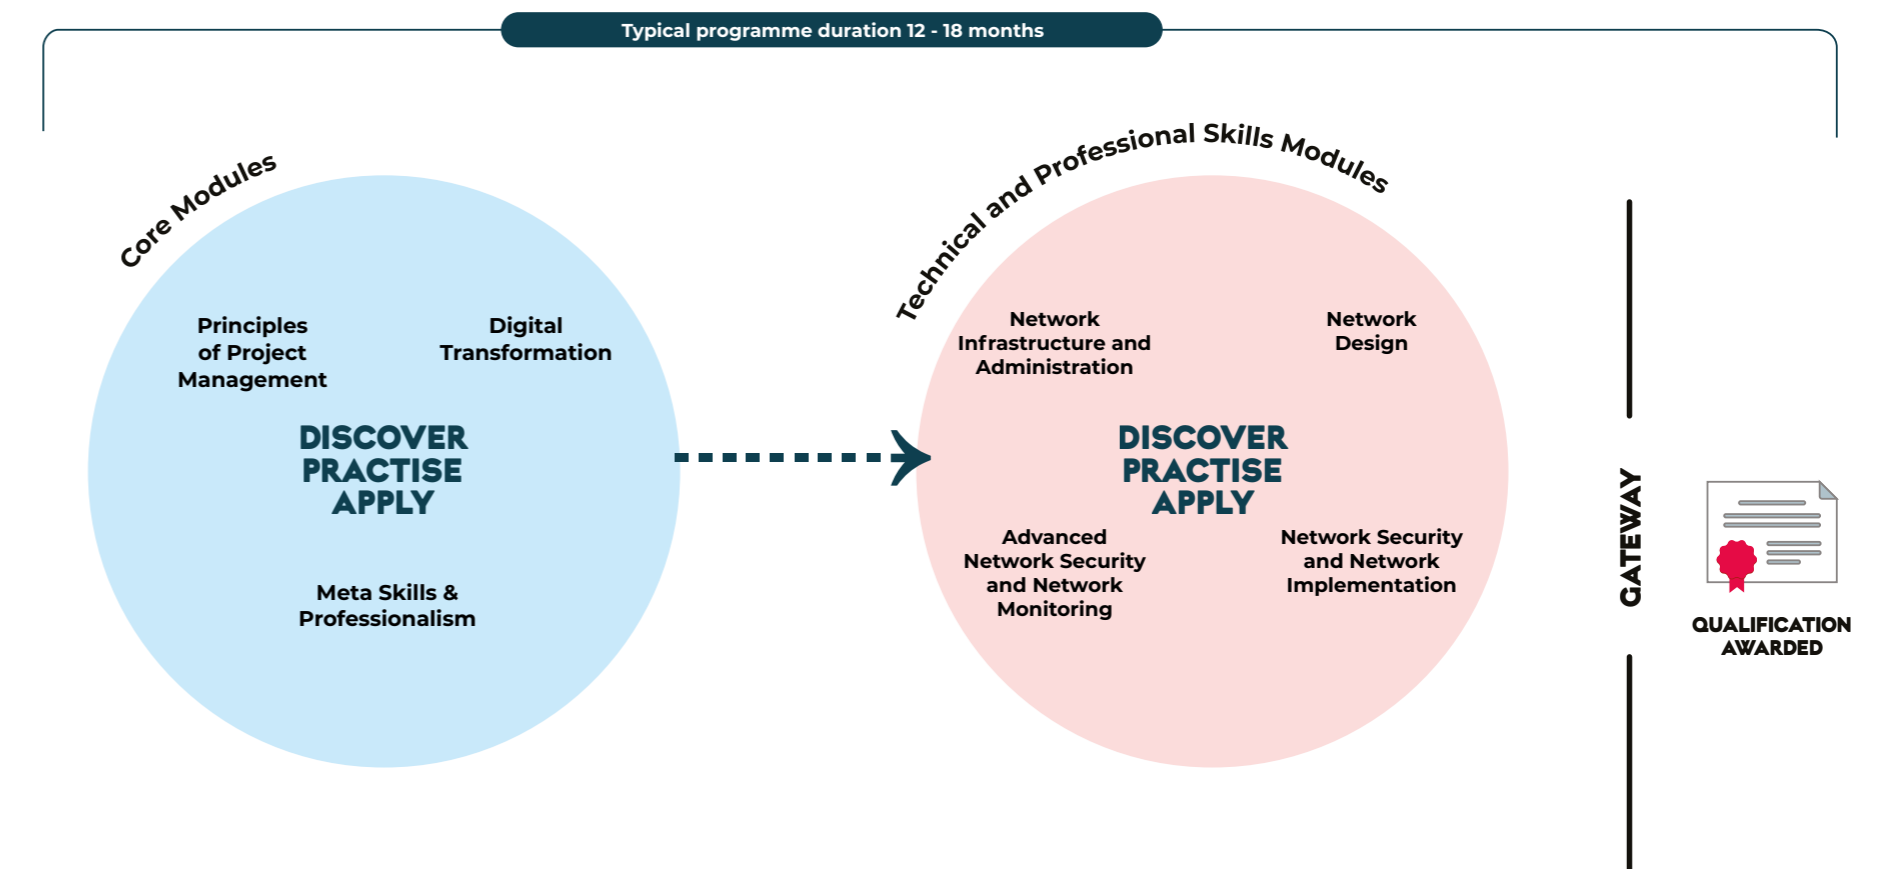 Typical programme duration 12 - 18 months
Core Modules
Principles
of Project
Management
Digital
Transformation
DISCOVER
PRACTISE
APPLY
Meta Skills &
Professionalism
Technical and Professional Skills Modules
Network
Infrastructure and
Administration
Network
Design
DISCOVER
PRACTISE
APPLY
Advanced
Network Security
and Network
Monitoring
Network Security
and Network
Implementation
GATEWAY
QUALIFICATION
AWARDED